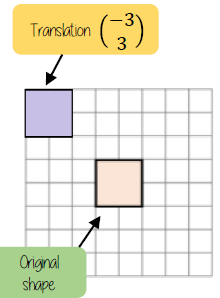 Translation (−3
3)
Original
shape